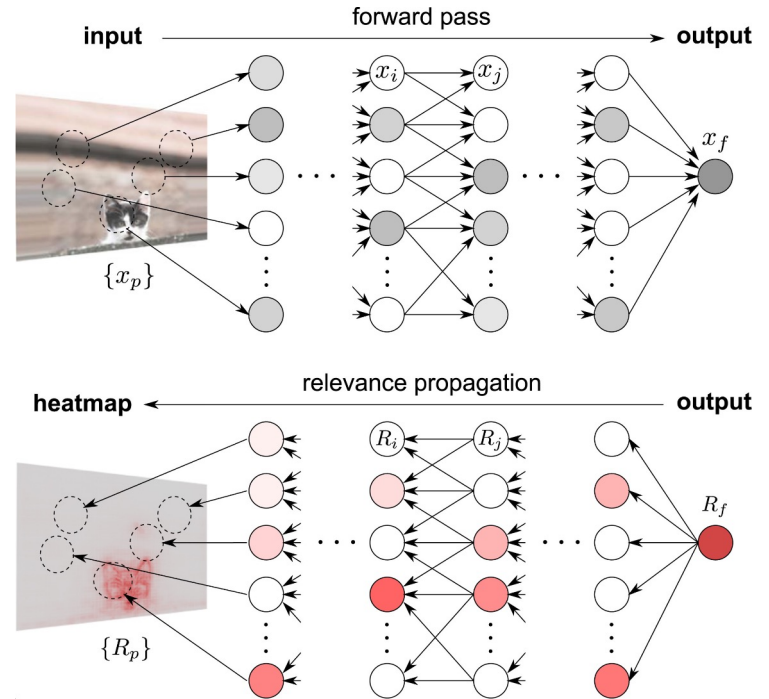 forward pass
input
output
$x_i$
$x_j$
$x_f$
$\{x_p\}$
relevance propagation
heatmap
output
$R_i$
$R_j$
$R_f$
$\{R_p\}$